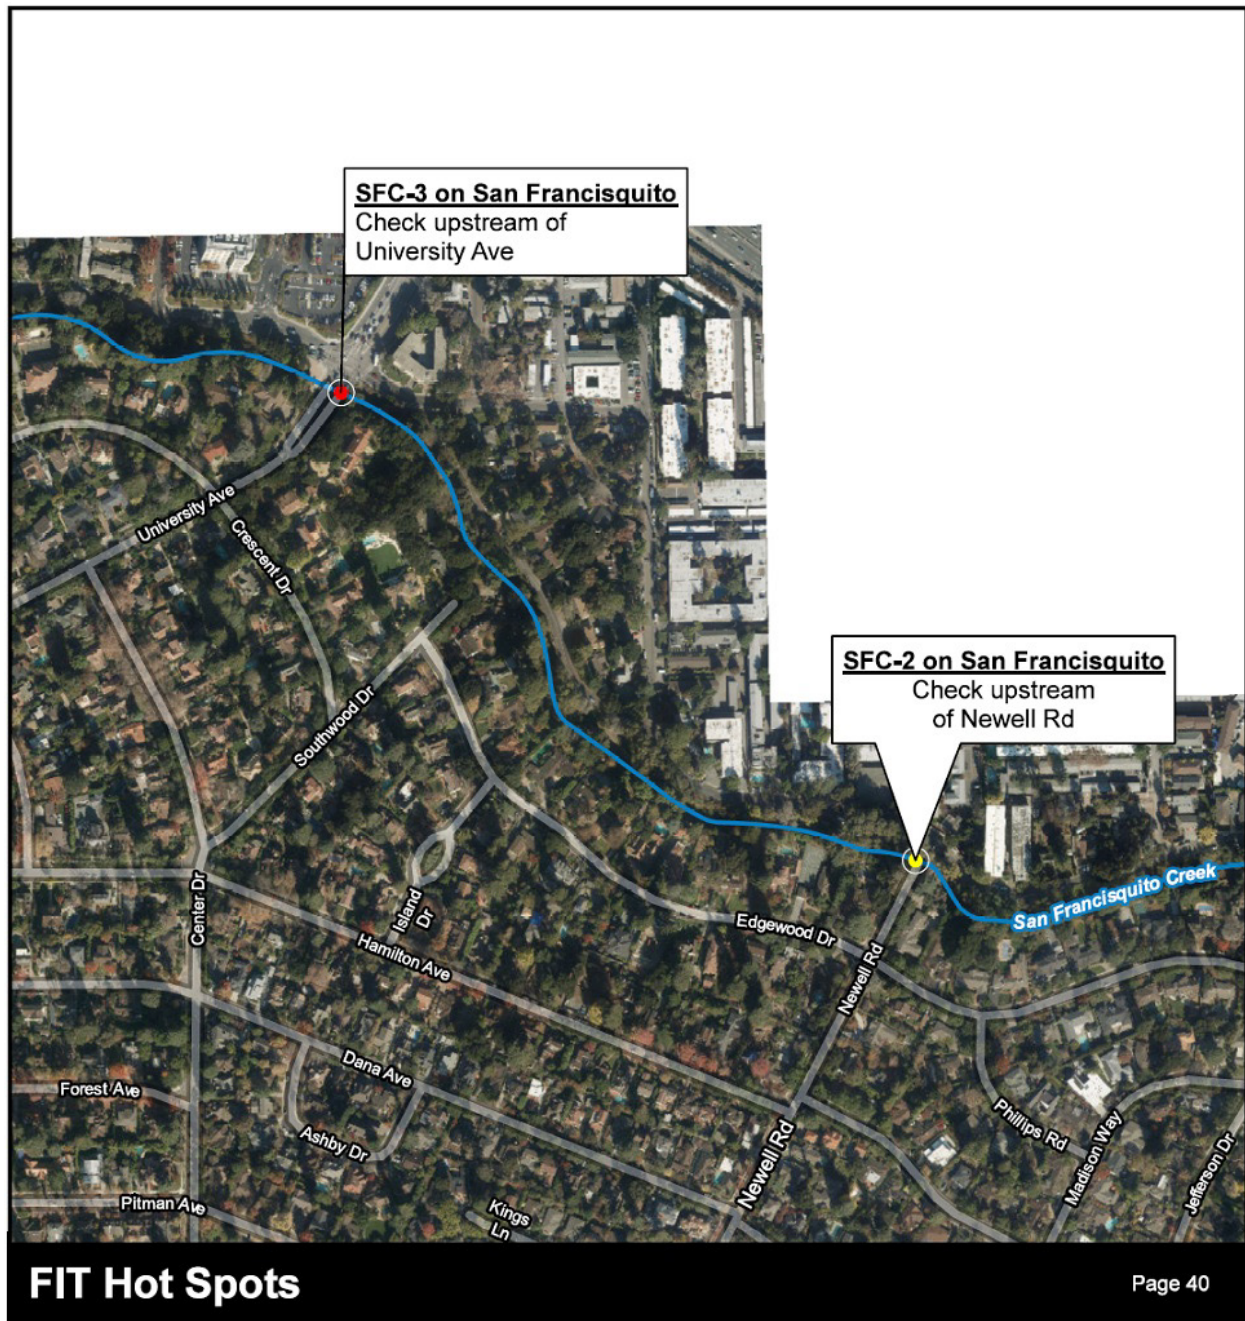 SFC-3 on San Francisquito
Check upstream of
University Ave
University Ave
Crescent Dr
Southwood Dr
SFC-2 on San Francisquito
Check upstream
of Newell Rd
San Francisquito Creek
Center Dr
Island
Dr
Edgewood Dr
Hamilton Ave
Newell Rd
Dana Ave
Forest Ave
Ashby Dr
Phillips Rd
Madison Way
Jefferson Dr
Newell Rd
Pitman Ave
Kings
Ln
FIT Hot Spots
Page 40